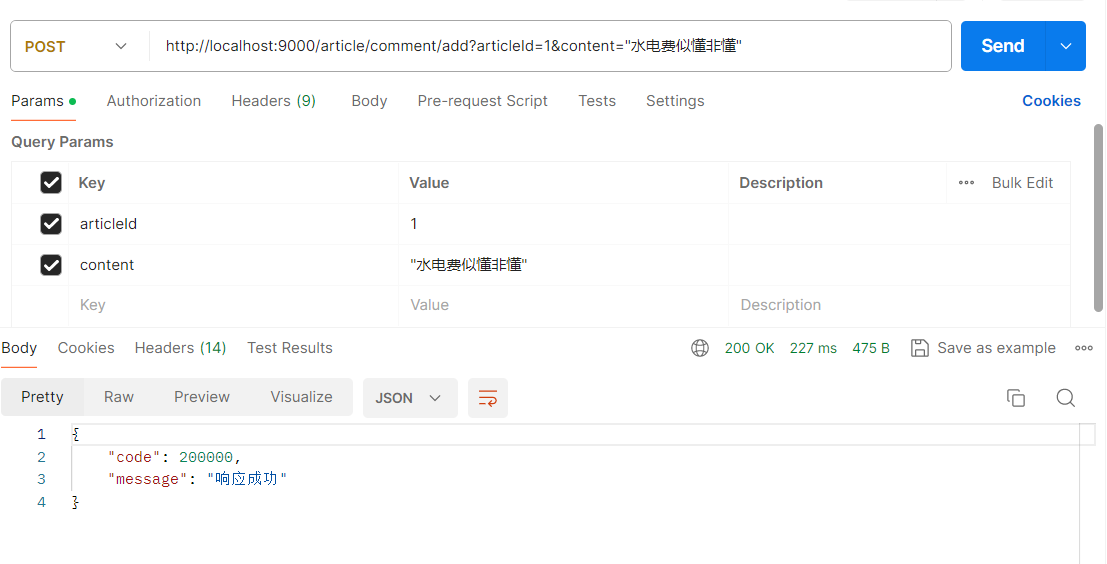 POST http://localhost:9000/article/comment/add?articleId=1&content="水电费似懂非懂" Send
Params Authorization Headers (9) Body Pre-request Script Tests Settings Cookies
Query Params
Key Value Description Bulk Edit
articleId 1
content "水电费似懂非懂"
Key Value Description
Body Cookies Headers (14) Test Results 200 OK 227 ms 475 B Save as example
Pretty Raw Preview Visualize JSON
1 {
2 "code": 200000,
3 "message": "响应成功"
4 }